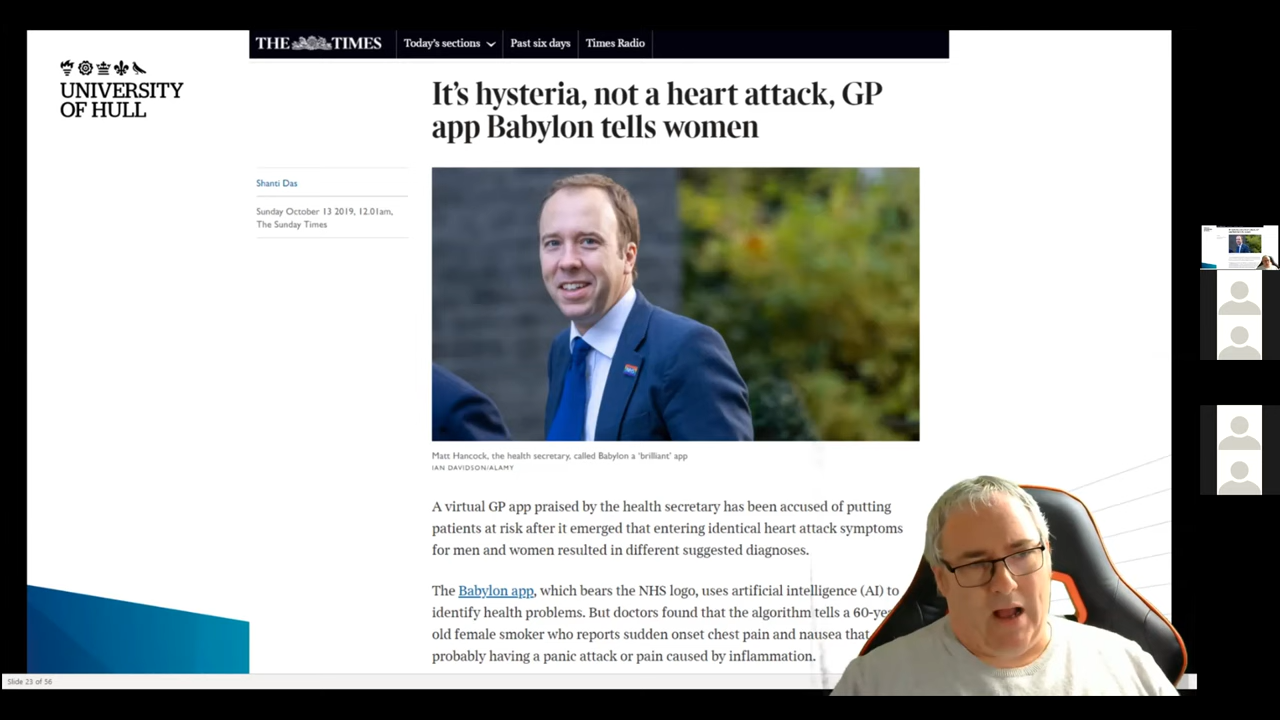 THE TIMES
Today's sections
Past six days
Times Radio
UNIVERSITY
OF HULL
It's hysteria, not a heart attack, GP
app Babylon tells women
Shanti Das
Sunday October 13 2019, 12.01am,
The Sunday Times
Matt Hancock, the health secretary, called Babylon a 'brilliant' app
IAN DAVIDSON/ALAMY
A virtual GP app praised by the health secretary has been accused of putting
patients at risk after it emerged that entering identical heart attack symptoms
for men and women resulted in different suggested diagnoses.
The Babylon app, which bears the NHS logo, uses artificial intelligence (AI) to
identify health problems. But doctors found that the algorithm tells a 60-ye
old female smoker who reports sudden onset chest pain and nausea that
probably having a panic attack or pain caused by inflammation.
Slide 23 of 56